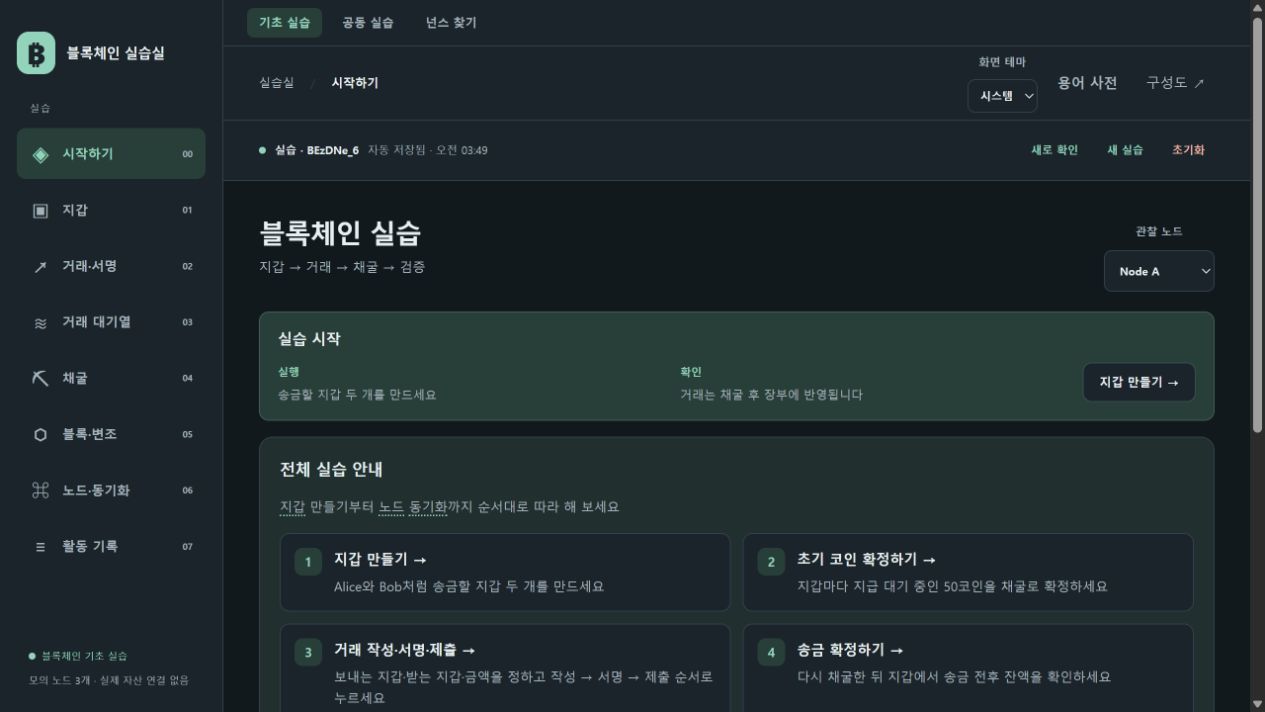 블록체인 실습실
실습
시작하기 00
지갑 01
거래·서명 02
거래 대기열 03
채굴 04
블록·변조 05
노드·동기화 06
활동 기록 07
블록체인 기초 실습
모의 노드 3개 · 실제 자산 연결 없음
기초 실습 공동 실습 넌스 찾기
실습실 / 시작하기
화면 테마
시스템
용어 사전 구성도 ↗
실습 · BEzDNe_6 자동 저장됨 · 오전 03:49
새로 확인 새 실습 초기화
블록체인 실습
지갑 → 거래 → 채굴 → 검증
관찰 노드
Node A
실습 시작
실행
송금할 지갑 두 개를 만드세요
확인
거래는 채굴 후 장부에 반영됩니다
지갑 만들기 →
전체 실습 안내
지갑 만들기부터 노드 동기화까지 순서대로 따라 해 보세요
1 지갑 만들기 →
Alice와 Bob처럼 송금할 지갑 두 개를 만드세요
2 초기 코인 확정하기 →
지갑마다 지급 대기 중인 50코인을 채굴로 확정하세요
3 거래 작성·서명·제출 →
보내는 지갑·받는 지갑·금액을 정하고 작성 → 서명 → 제출 순서로
누르세요
4 송금 확정하기 →
다시 채굴한 뒤 지갑에서 송금 전후 잔액을 확인하세요